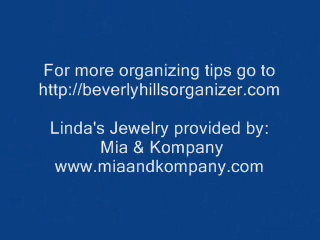 For more organizing tips go to
http://beverlyhillsorganizer.com
Linda's Jewelry provided by:
Mia & Kompany
www.miaandkompany.com